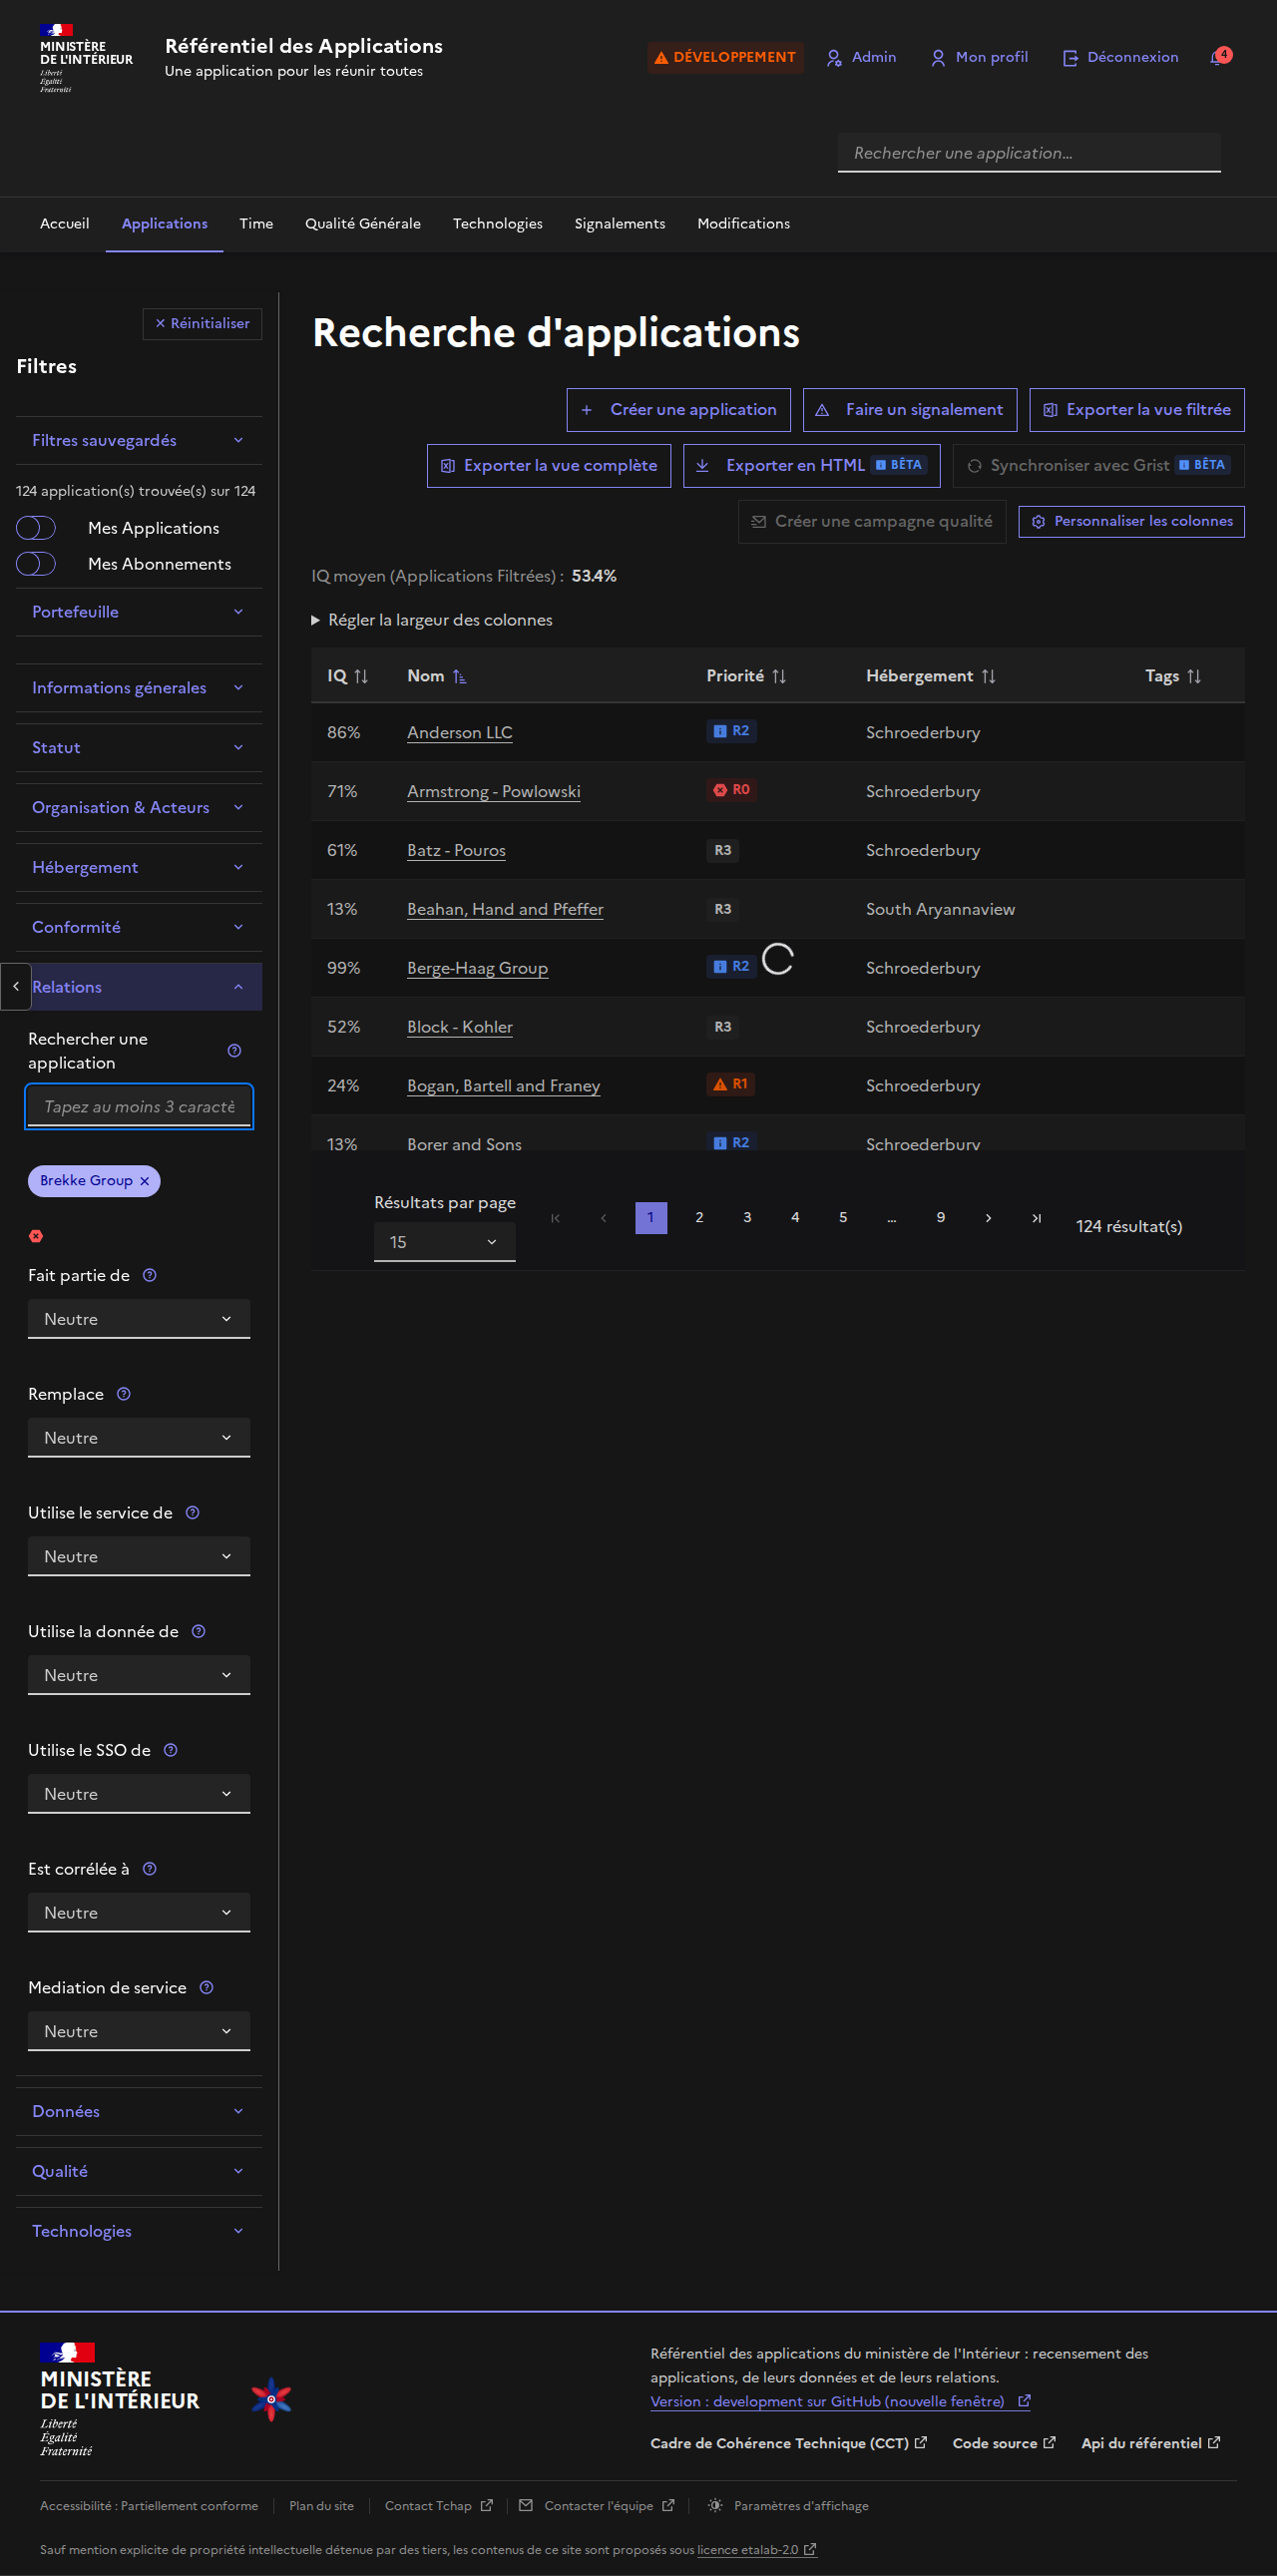 MINISTÈRE
DE L'INTÉRIEUR
Liberté
Égalité
Fraternité
Référentiel des Applications
Une application pour les réunir toutes
DÉVELOPPEMENT
Admin
Mon profil
Déconnexion
4
Rechercher une application...
Accueil
Applications
Time
Qualité Générale
Technologies
Signalements
Modifications
Réinitialiser
Filtres
Filtres sauvegardés
124 application(s) trouvée(s) sur 124
Mes Applications
Mes Abonnements
Portefeuille
Informations génerales
Statut
Organisation & Acteurs
Hébergement
Conformité
Relations
Rechercher une
application
Tapez au moins 3 caractè
Brekke Group
Fait partie de
Neutre
Remplace
Neutre
Utilise le service de
Neutre
Utilise la donnée de
Neutre
Utilise le SSO de
Neutre
Est corrélée à
Neutre
Mediation de service
Neutre
Données
Qualité
Technologies
Recherche d'applications
Créer une application
Faire un signalement
Exporter la vue filtrée
Exporter la vue complète
Exporter en HTML BÊTA
Synchroniser avec Grist BÊTA
Créer une campagne qualité
Personnaliser les colonnes
IQ moyen (Applications Filtrées) : 53.4%
Régler la largeur des colonnes
IQ Nom Priorité Hébergement Tags
86% Anderson LLC R2 Schroederbury
71% Armstrong - Powlowski R0 Schroederbury
61% Batz - Pouros R3 Schroederbury
13% Beahan, Hand and Pfeffer R3 South Aryannaview
99% Berge-Haag Group R2 Schroederbury
52% Block - Kohler R3 Schroederbury
24% Bogan, Bartell and Franey R1 Schroederbury
13% Borer and Sons R2 Schroederbury
Résultats par page
15
1 2 3 4 5 ... 9
124 résultat(s)
MINISTÈRE
DE L'INTÉRIEUR
Liberté
Égalité
Fraternité
Référentiel des applications du ministère de l'Intérieur : recensement des
applications, de leurs données et de leurs relations.
Version : development sur GitHub (nouvelle fenêtre)
Cadre de Cohérence Technique (CCT)
Code source
Api du référentiel
Accessibilité : Partiellement conforme
Plan du site
Contact Tchap
Contacter l'équipe
Paramètres d'affichage
Sauf mention explicite de propriété intellectuelle détenue par des tiers, les contenus de ce site sont proposés sous licence etalab-2.0